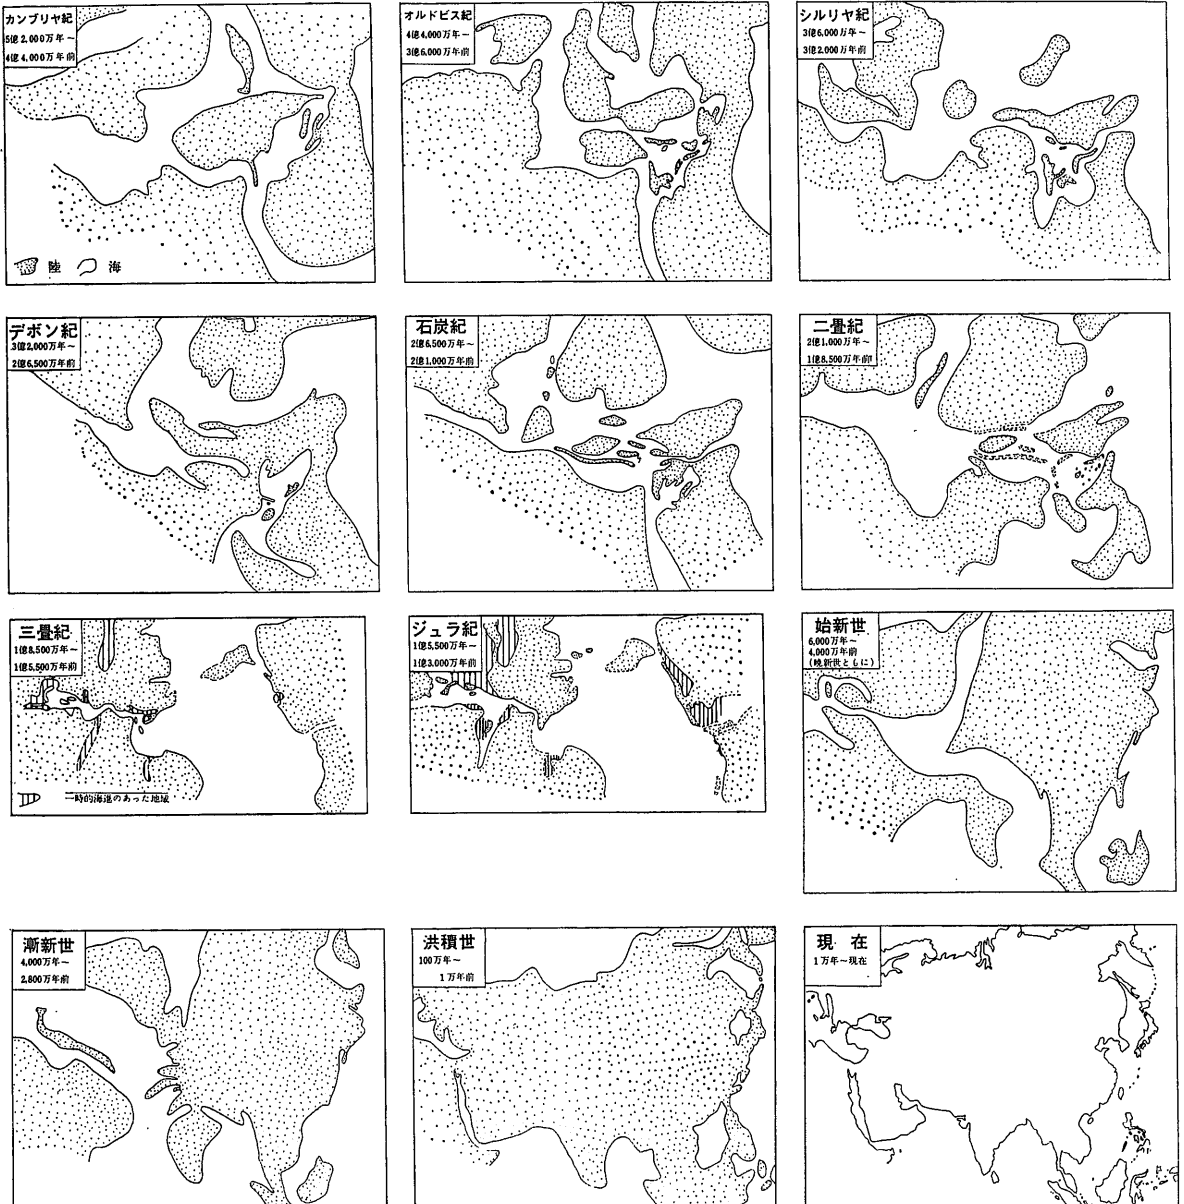 カンブリヤ紀
5億2,000万年～
4億4,000万年前
陸 海
オルドビス紀
4億4,000万年～
3億6,000万年前
シルリヤ紀
3億6,000万年～
3億2,000万年前
デボン紀
3億2,000万年～
2億6,500万年前
石炭紀
2億6,500万年～
2億1,000万年前
二畳紀
2億1,000万年～
1億8,500万年前
三畳紀
1億8,500万年～
1億5,500万年前
一時的海進のあった地域
ジュラ紀
1億5,500万年～
1億3,000万年前
始新世
6,000万年～
4,000万年前
(暁新世ともに)
漸新世
4,000万年～
2,800万年前
洪積世
100万年～
1万年前
現在
1万年～現在